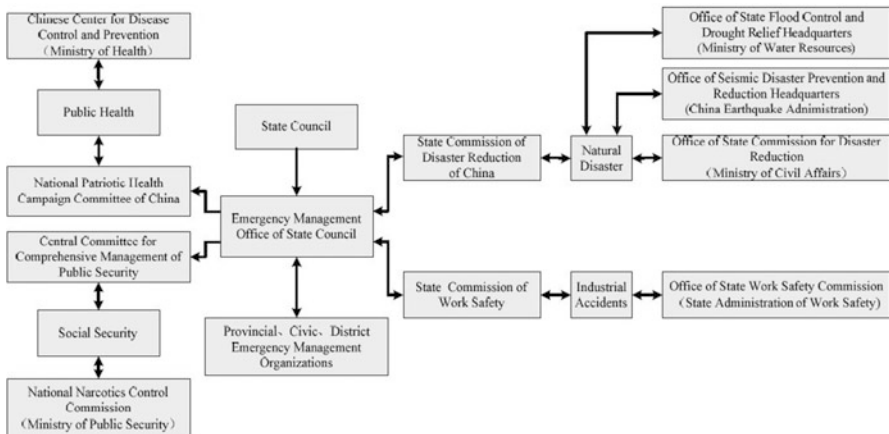 Chinese Center for Disease
Control and Prevention
（Ministry of Health）
Public Health
National Patriotic Health
Campaign Committee of China
Central Committee for
Comprehensive Management of
Public Security
Social Security
National Narcotics Control
Commission
（Ministry of Public Security）
State Council
Emergency Management
Office of State Council
Provincial、Civic、District
Emergency Management
Organizations
State Commission of
Disaster Reduction
of China
Natural
Disaster
State Commission of
Work Safety
Industrial
Accidents
Office of State Flood Control and
Drought Relief Headquarters
(Ministry of Water Resources)
Office of Seismic Disaster Prevention and
Reduction Headquarters
(China Earthquake Adnimistration)
Office of State Commission for Disaster
Reduction
(Ministry of Civil Affairs)
Office of State Work Safety Commission
(State Administration of Work Safety)